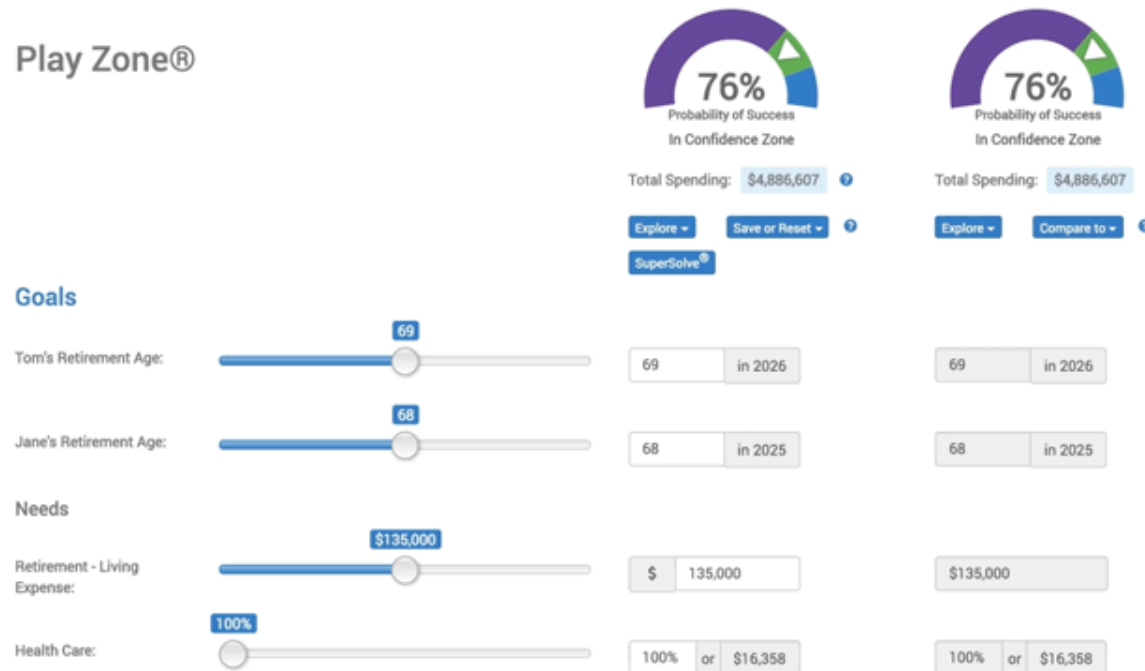 Play Zone®
76% 76%
Probability of Success Probability of Success
In Confidence Zone In Confidence Zone
Total Spending: $4,886,607 ? Total Spending: $4,886,607
Explore Save or Reset ? Explore Compare to
SuperSolve®
Goals
69
Tom's Retirement Age: 69 in 2026 69 in 2026
68
Jane's Retirement Age: 68 in 2025 68 in 2025
Needs
$135,000
Retirement - Living
Expense: $ 135,000 $135,000
100%
Health Care: 100% or $16,358 100% or $16,358